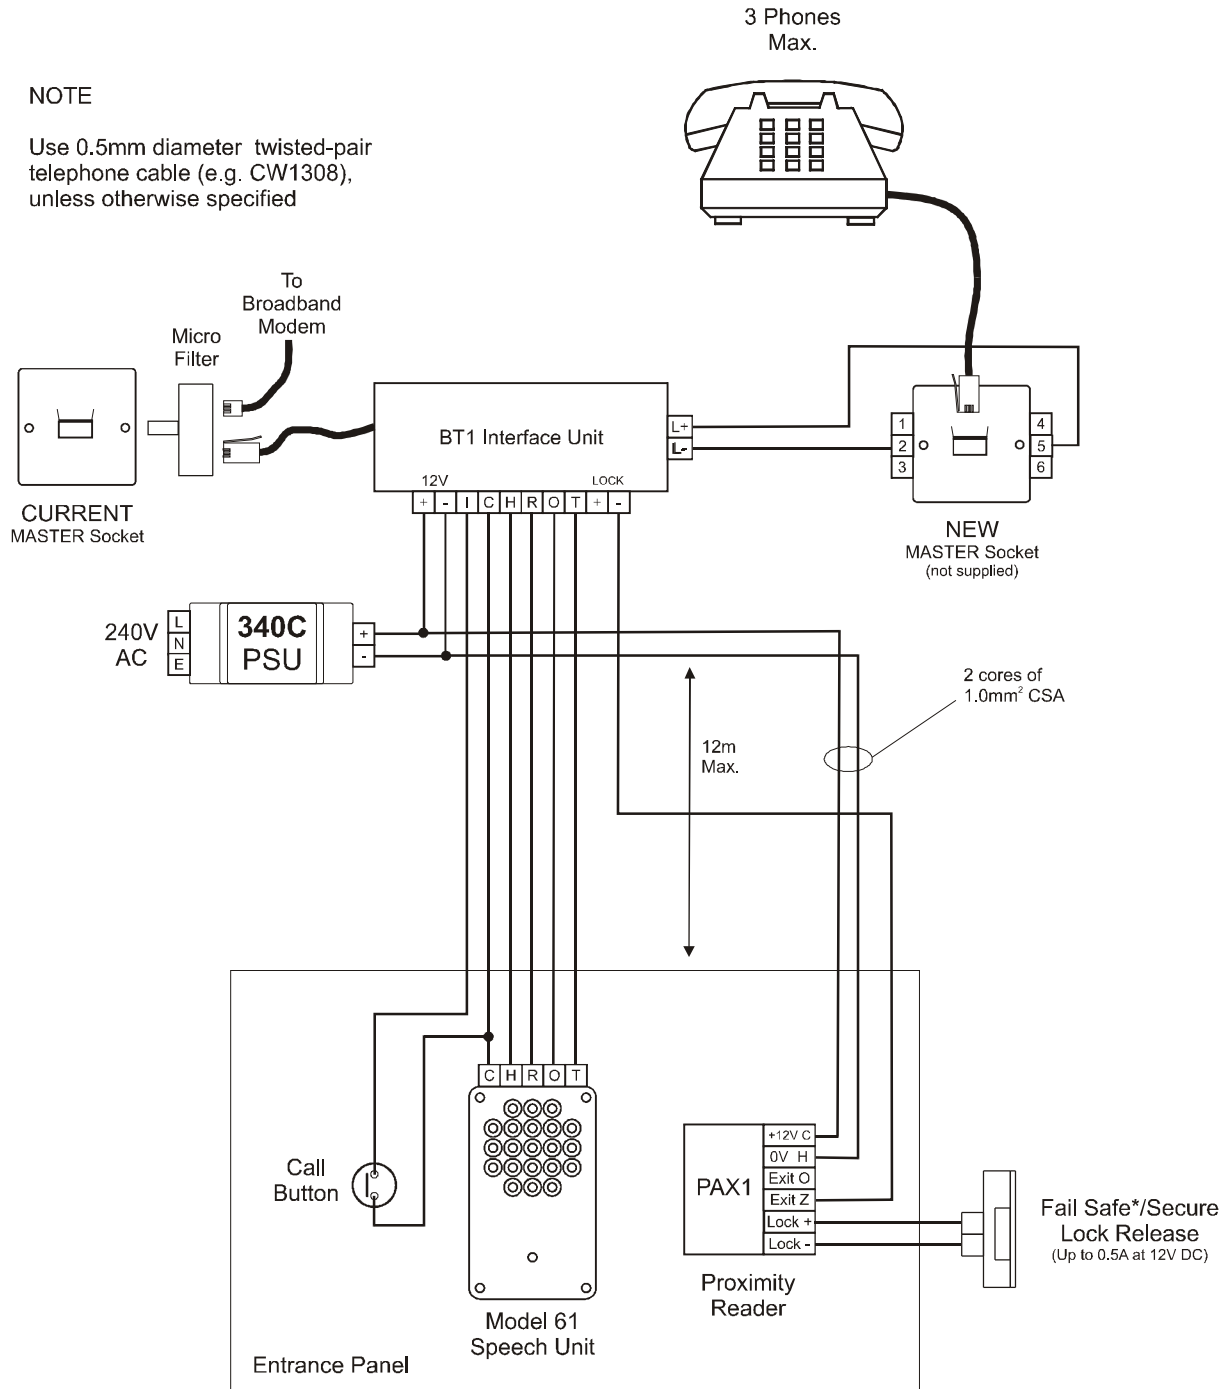 3 Phones
Max.
NOTE
Use 0.5mm diameter twisted-pair
telephone cable (e.g. CW1308),
unless otherwise specified
To
Broadband
Modem
Micro
Filter
BT1 Interface Unit
L+
L-
12V
LOCK
+ - I C H R O T + -
1
2
3
4
5
6
CURRENT
MASTER Socket
NEW
MASTER Socket
(not supplied)
240V
AC
L
N
E
340C
PSU
+
-
2 cores of
1.0mm² CSA
12m
Max.
C H R O T
Call
Button
Model 61
Speech Unit
PAX1
+12V C
0V H
Exit O
Exit Z
Lock +
Lock -
Proximity
Reader
Fail Safe*/Secure
Lock Release
(Up to 0.5A at 12V DC)
Entrance Panel